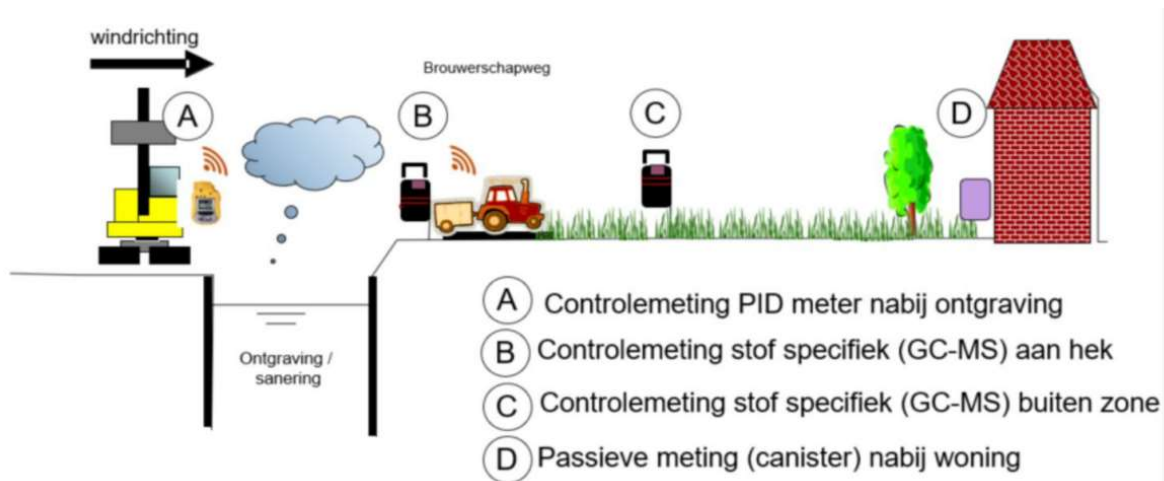 windrichting
Brouwerschapweg
A
B
C
D
Ontgraving /
sanering
A Controlemeting PID meter nabij ontgraving
B Controlemeting stof specifiek (GC-MS) aan hek
C Controlemeting stof specifiek (GC-MS) buiten zone
D Passieve meting (canister) nabij woning